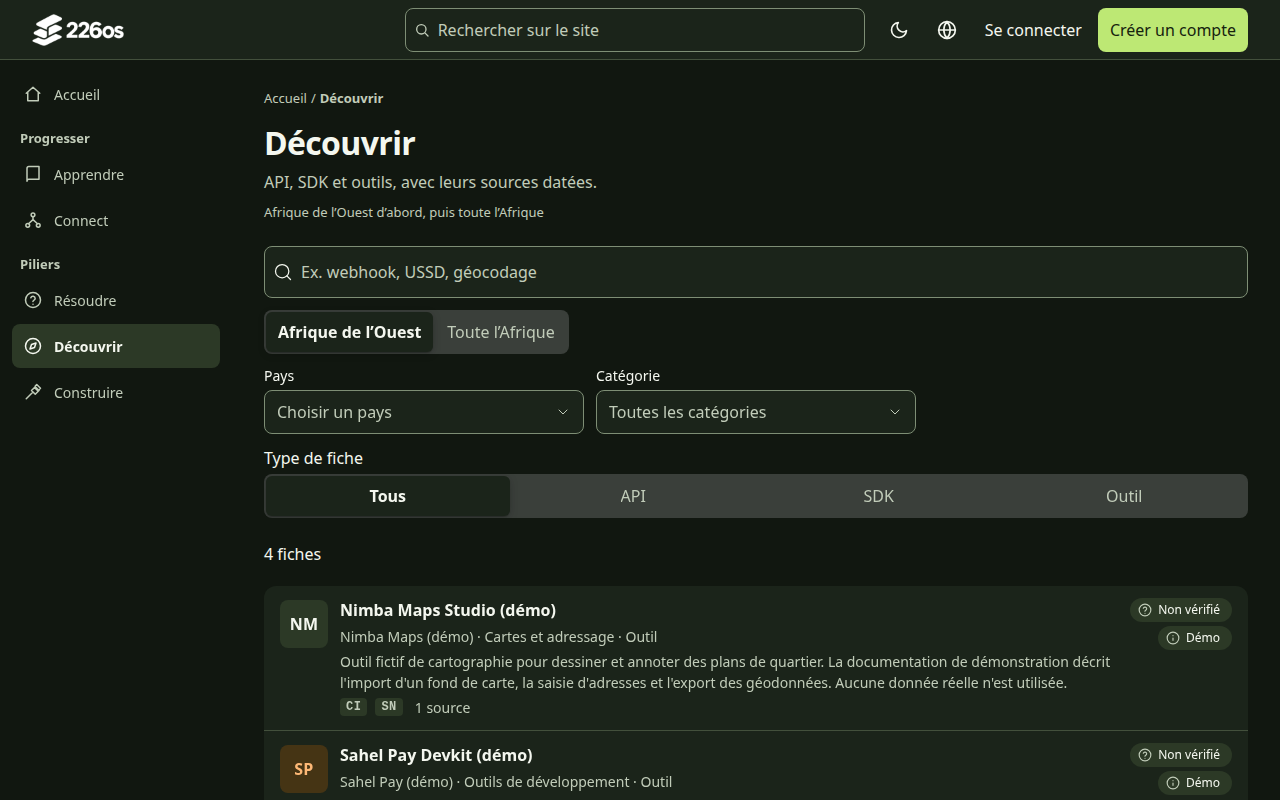 226os
Rechercher sur le site
Se connecter
Créer un compte
Accueil
Progresser
Apprendre
Connect
Piliers
Résoudre
Découvrir
Construire
Accueil / Découvrir
Découvrir
API, SDK et outils, avec leurs sources datées.
Afrique de l’Ouest d’abord, puis toute l’Afrique
Ex. webhook, USSD, géocodage
Afrique de l’Ouest
Toute l’Afrique
Pays
Catégorie
Choisir un pays
Toutes les catégories
Type de fiche
Tous
API
SDK
Outil
4 fiches
NM
Nimba Maps Studio (démo)
Non vérifié
Nimba Maps (démo) · Cartes et adressage · Outil
Démo
Outil fictif de cartographie pour dessiner et annoter des plans de quartier. La documentation de démonstration décrit
l'import d'un fond de carte, la saisie d'adresses et l'export des géodonnées. Aucune donnée réelle n'est utilisée.
CI SN 1 source
SP
Sahel Pay Devkit (démo)
Non vérifié
Sahel Pay (démo) · Outils de développement · Outil
Démo